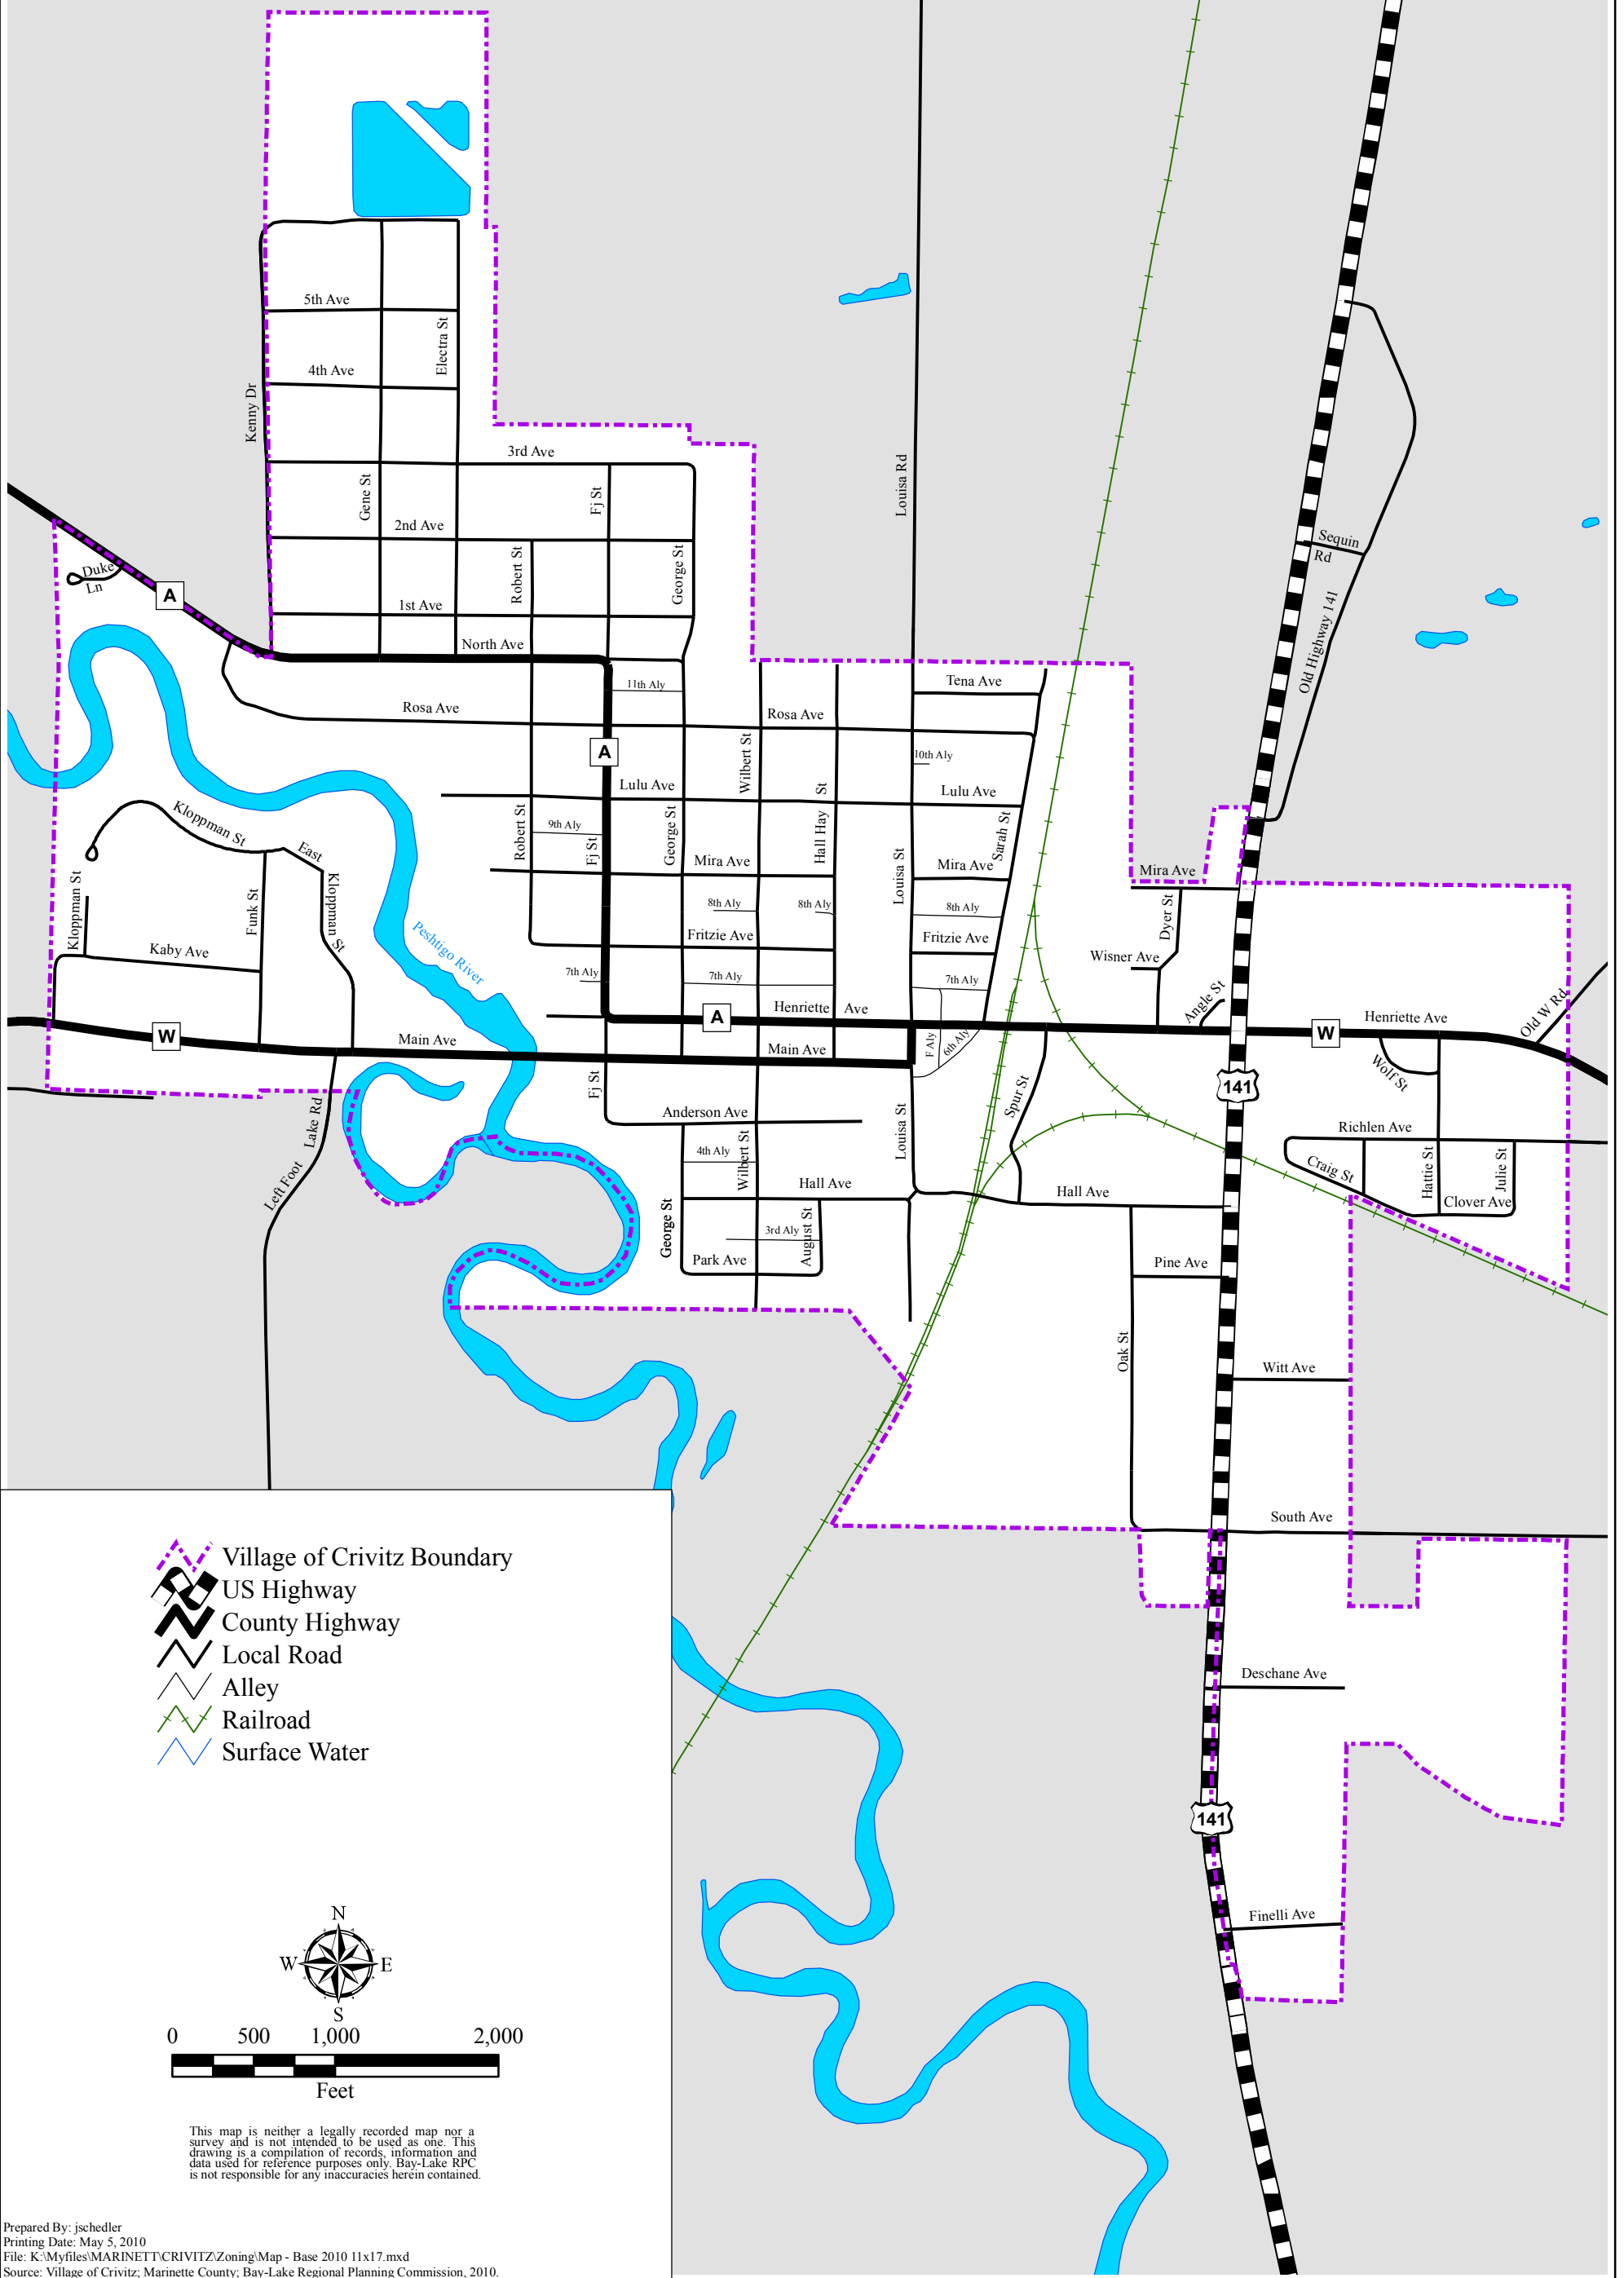 5th Ave
Electra St
4th Ave
Kenny Dr
3rd Ave
Louisa Rd
Gene St
Fj St
2nd Ave
Sequin
Rd
Robert St
George St
Duke
Ln
A
1st Ave
Old Highway 141
North Ave
11th Aly
Tena Ave
Rosa Ave
Rosa Ave
A
Wilbert St
10th Aly
Lulu Ave
Hall Hay St
Lulu Ave
Kloppman St
Robert St
9th Aly
Fj St
George St
Sarah St
East
Kloppman St
Mira Ave
Louisa St
Mira Ave
Mira Ave
Kloppman St
Funk St
8th Aly
8th Aly
8th Aly
Dyer St
Peshtigo River
Fritzie Ave
Fritzie Ave
Kaby Ave
Wisner Ave
7th Aly
7th Aly
7th Aly
Angle St
Henriette Ave
A
Henriette Ave
Old W Rd
W
W
Main Ave
Main Ave
F Aly
6th Aly
Wolf St
141
Fj St
Spur St
Lake Rd
Anderson Ave
Louisa St
Richlen Ave
4th Aly
Wilbert St
Craig St
Hattie St
Julie St
Left Foot
Hall Ave
Hall Ave
Clover Ave
George St
August St
3rd Aly
Park Ave
Pine Ave
Oak St
Witt Ave
South Ave
Deschane Ave
141
Finelli Ave
Village of Crivitz Boundary
US Highway
County Highway
Local Road
Alley
Railroad
Surface Water
N
W E
S
0 500 1,000 2,000
Feet
This map is neither a legally recorded map nor a
survey and is not intended to be used as one. This
drawing is a compilation of records, information and
data used for reference purposes only. Bay-Lake RPC
is not responsible for any inaccuracies herein contained.
Prepared By: jschedler
Printing Date: May 5, 2010
File: K:\Myfiles\MARINETT\CRIVITZ\Zoning\Map - Base 2010 11x17.mxd
Source: Village of Crivitz; Marinette County; Bay-Lake Regional Planning Commission, 2010.